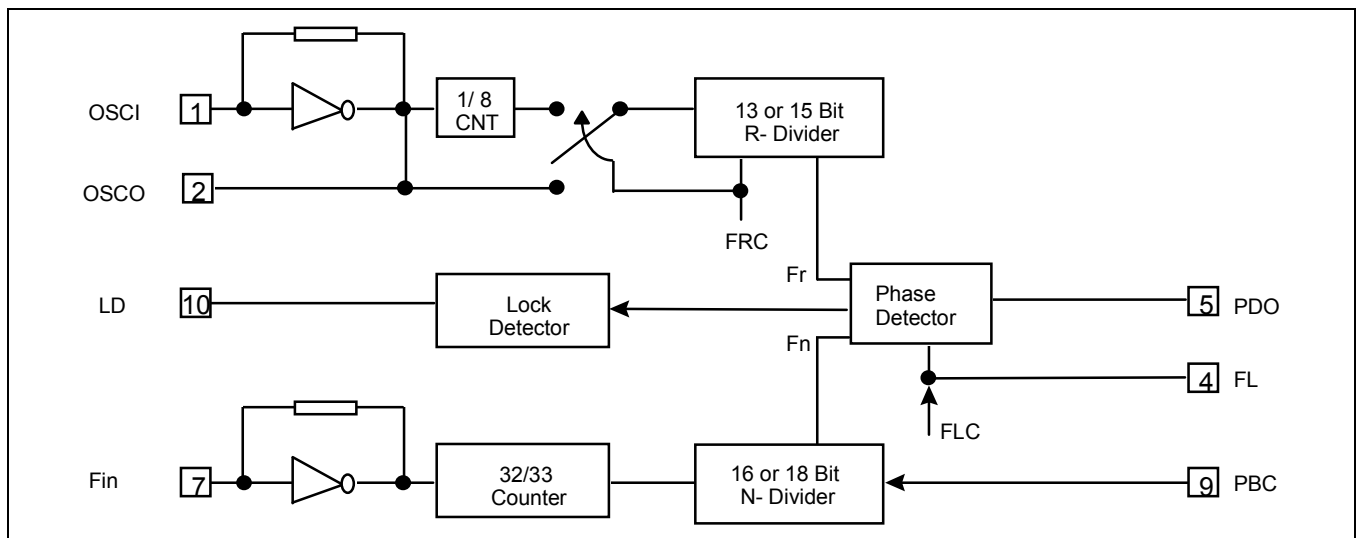 OSCI
1
1/ 8
CNT
13 or 15 Bit
R- Divider
OSCO
2
FRC
Fr
LD
10
Lock
Detector
Phase
Detector
5
PDO
Fn
4
FL
FLC
Fin
7
32/33
Counter
16 or 18 Bit
N- Divider
9
PBC